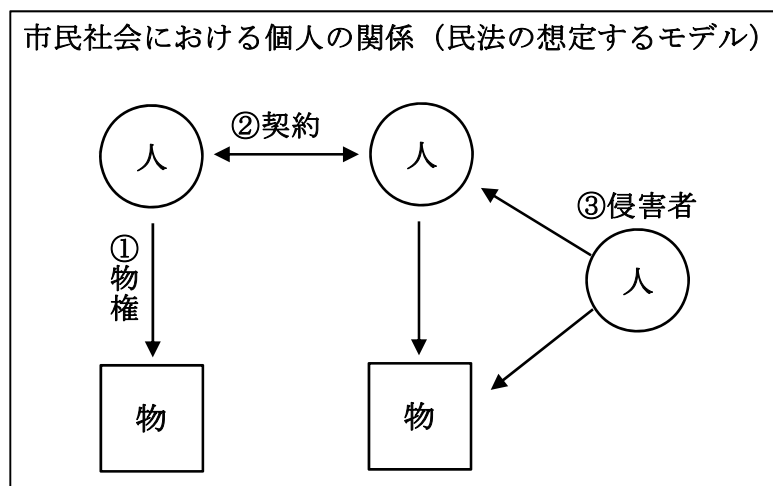 市民社会における個人の関係（民法の想定するモデル）
②契約
人
人
③侵害者
人
①物権
物
物